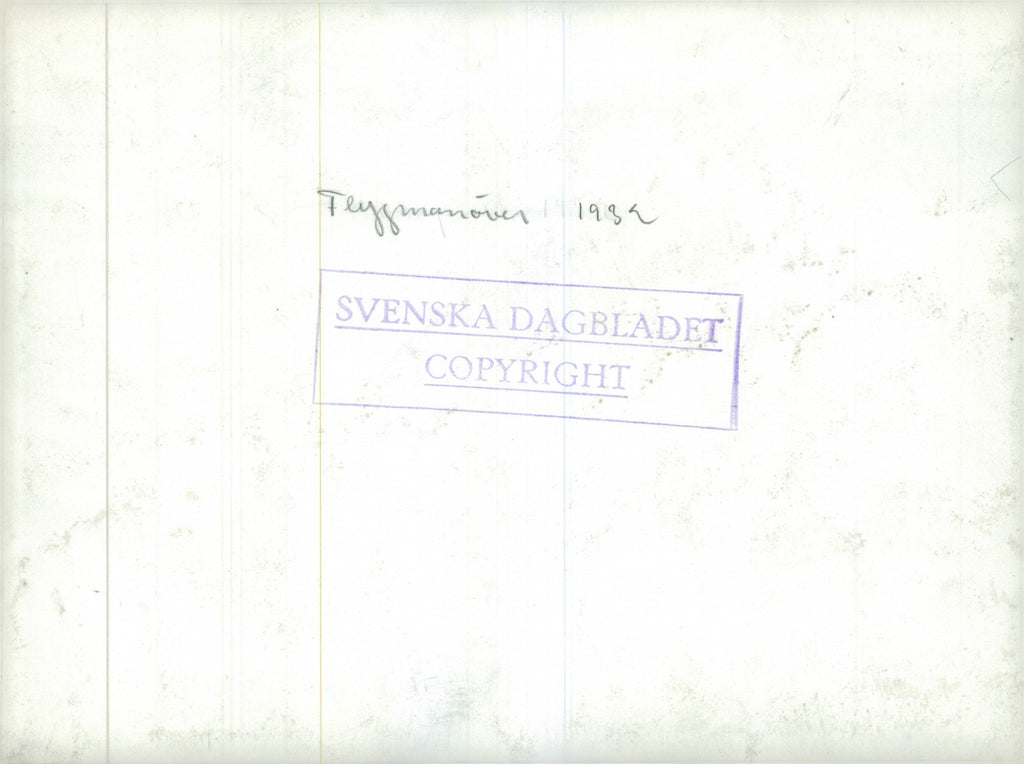 Flygmanöver 1932
SVENSKA DAGBLADET
COPYRIGHT